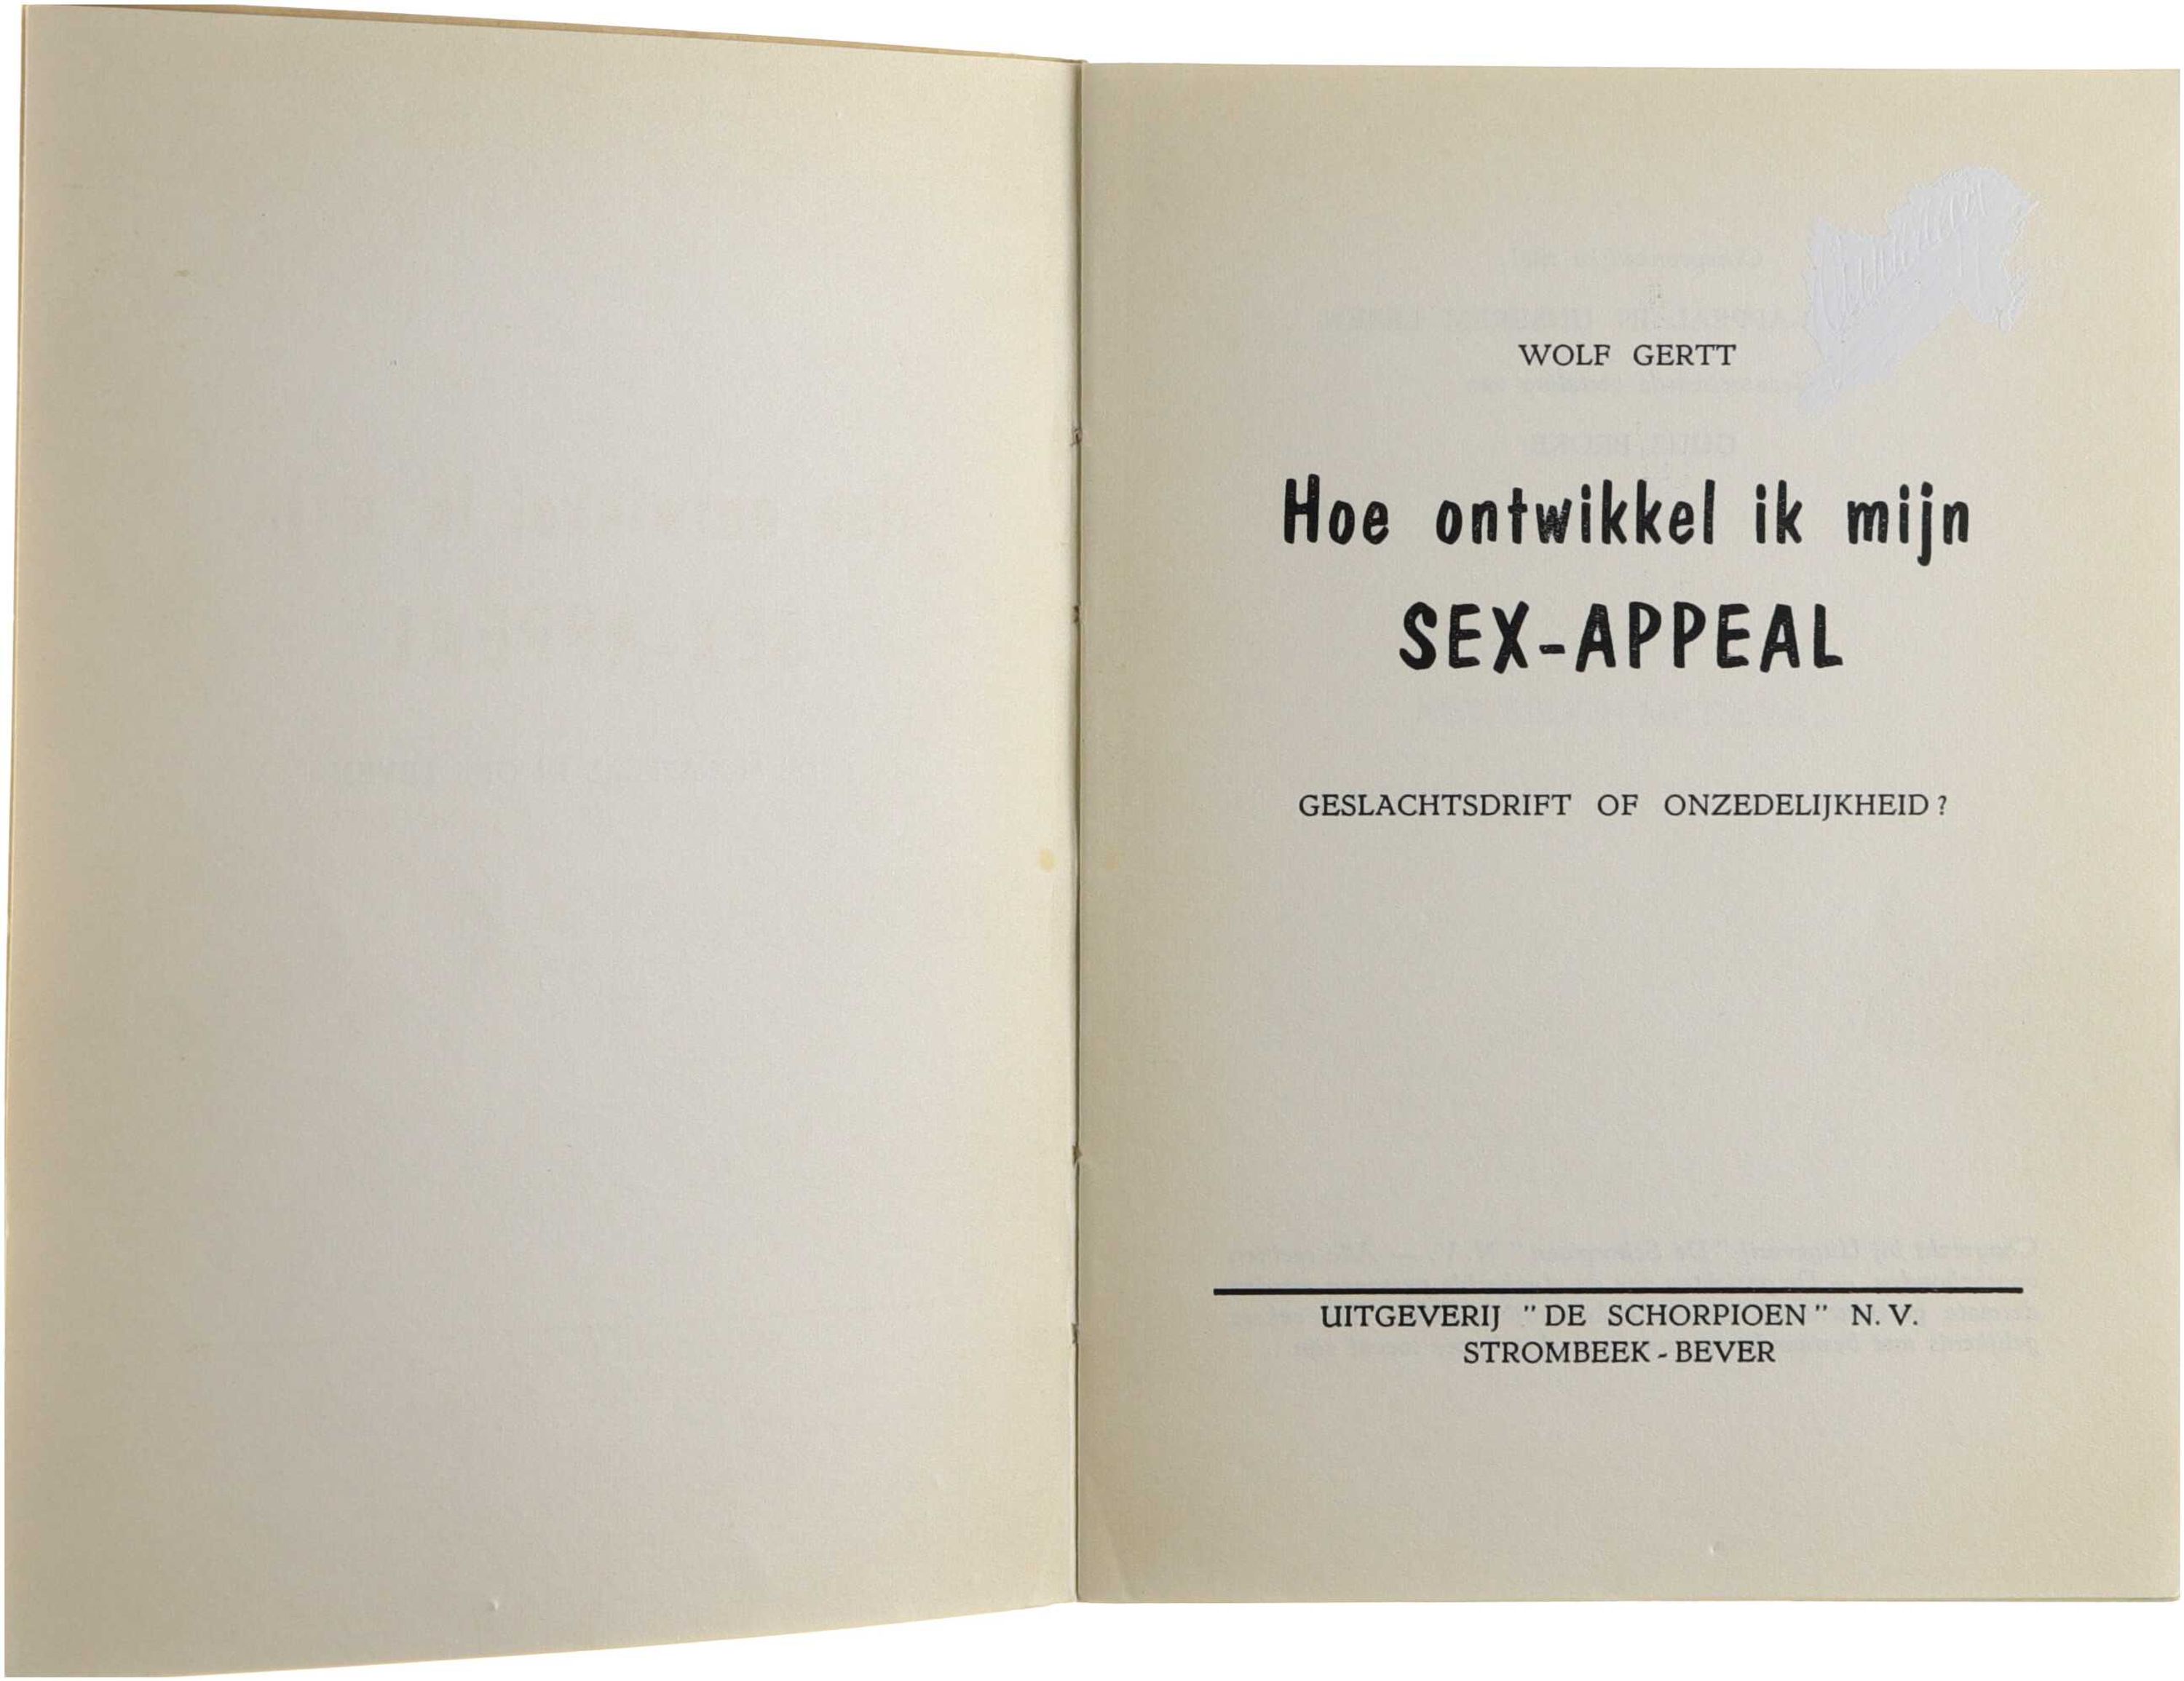 WOLF GERTT
Hoe ontwikkel ik mijn
SEX-APPEAL
GESLACHTSDRIFT OF ONZEDELIJKHEID?
UITGEVERIJ "DE SCHORPIOEN" N.V.
STROMBEEK-BEVER